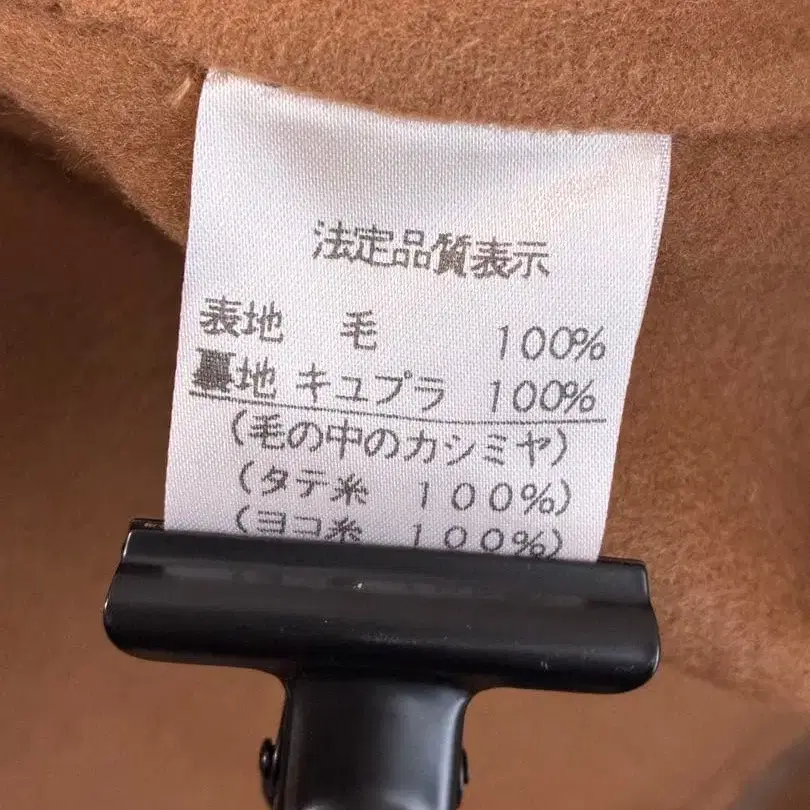 法定品質表示
表地 毛 100%
裏地 キュプラ 100%
(毛の中のカシミヤ)
(タテ糸 100%)
(ヨコ糸 100%)